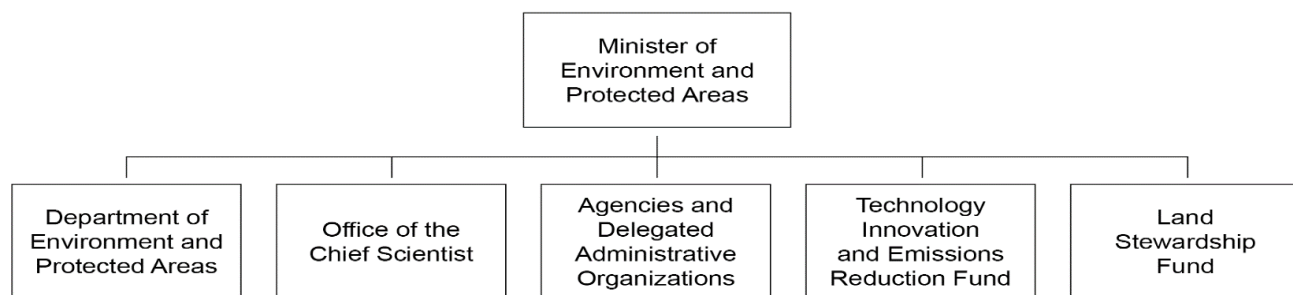 Minister of
Environment and
Protected Areas
Department of
Environment and
Protected Areas
Office of the
Chief Scientist
Agencies and
Delegated
Administrative
Organizations
Technology
Innovation
and Emissions
Reduction Fund
Land
Stewardship
Fund